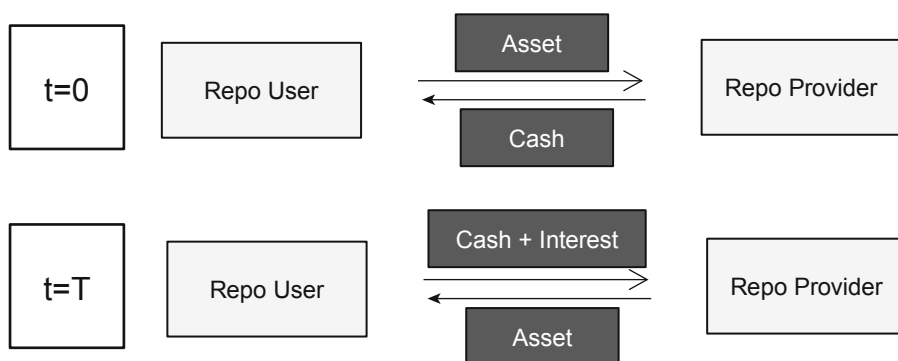 Asset
t=0
Repo User
Repo Provider
Cash
Cash + Interest
t=T
Repo User
Repo Provider
Asset